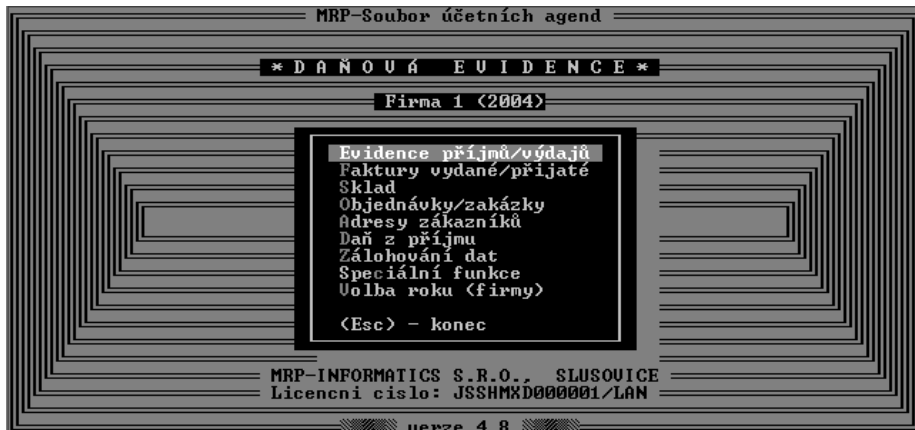 MRP-Soubor účetních agend
* D A Ň O V Á   E V I D E N C E *
Firma 1 (2004)
Evidence příjmů/výdajů
Faktury vydané/přijaté
Sklad
Objednávky/zakázky
Adresy zákazníků
Daň z příjmu
Zálohování dat
Speciální funkce
Volba roku (firmy)
(Esc) - konec
MRP-INFORMATICS S.R.O., SLUSOVICE
Licencni cislo: JSSHMXD000001/LAN
verze 4.8